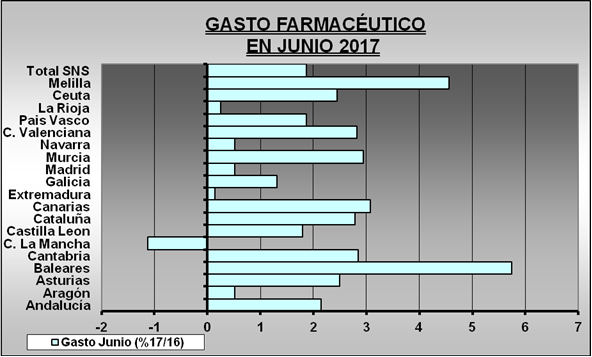 GASTO FARMACÉUTICO
EN JUNIO 2017
Total SNS
Melilla
Ceuta
La Rioja
Pais Vasco
C. Valenciana
Navarra
Murcia
Madrid
Galicia
Extremadura
Canarias
Cataluña
Castilla Leon
C. La Mancha
Cantabria
Baleares
Asturias
Aragón
Andalucía
-2 -1 0 1 2 3 4 5 6 7
Gasto Junio (%17/16)